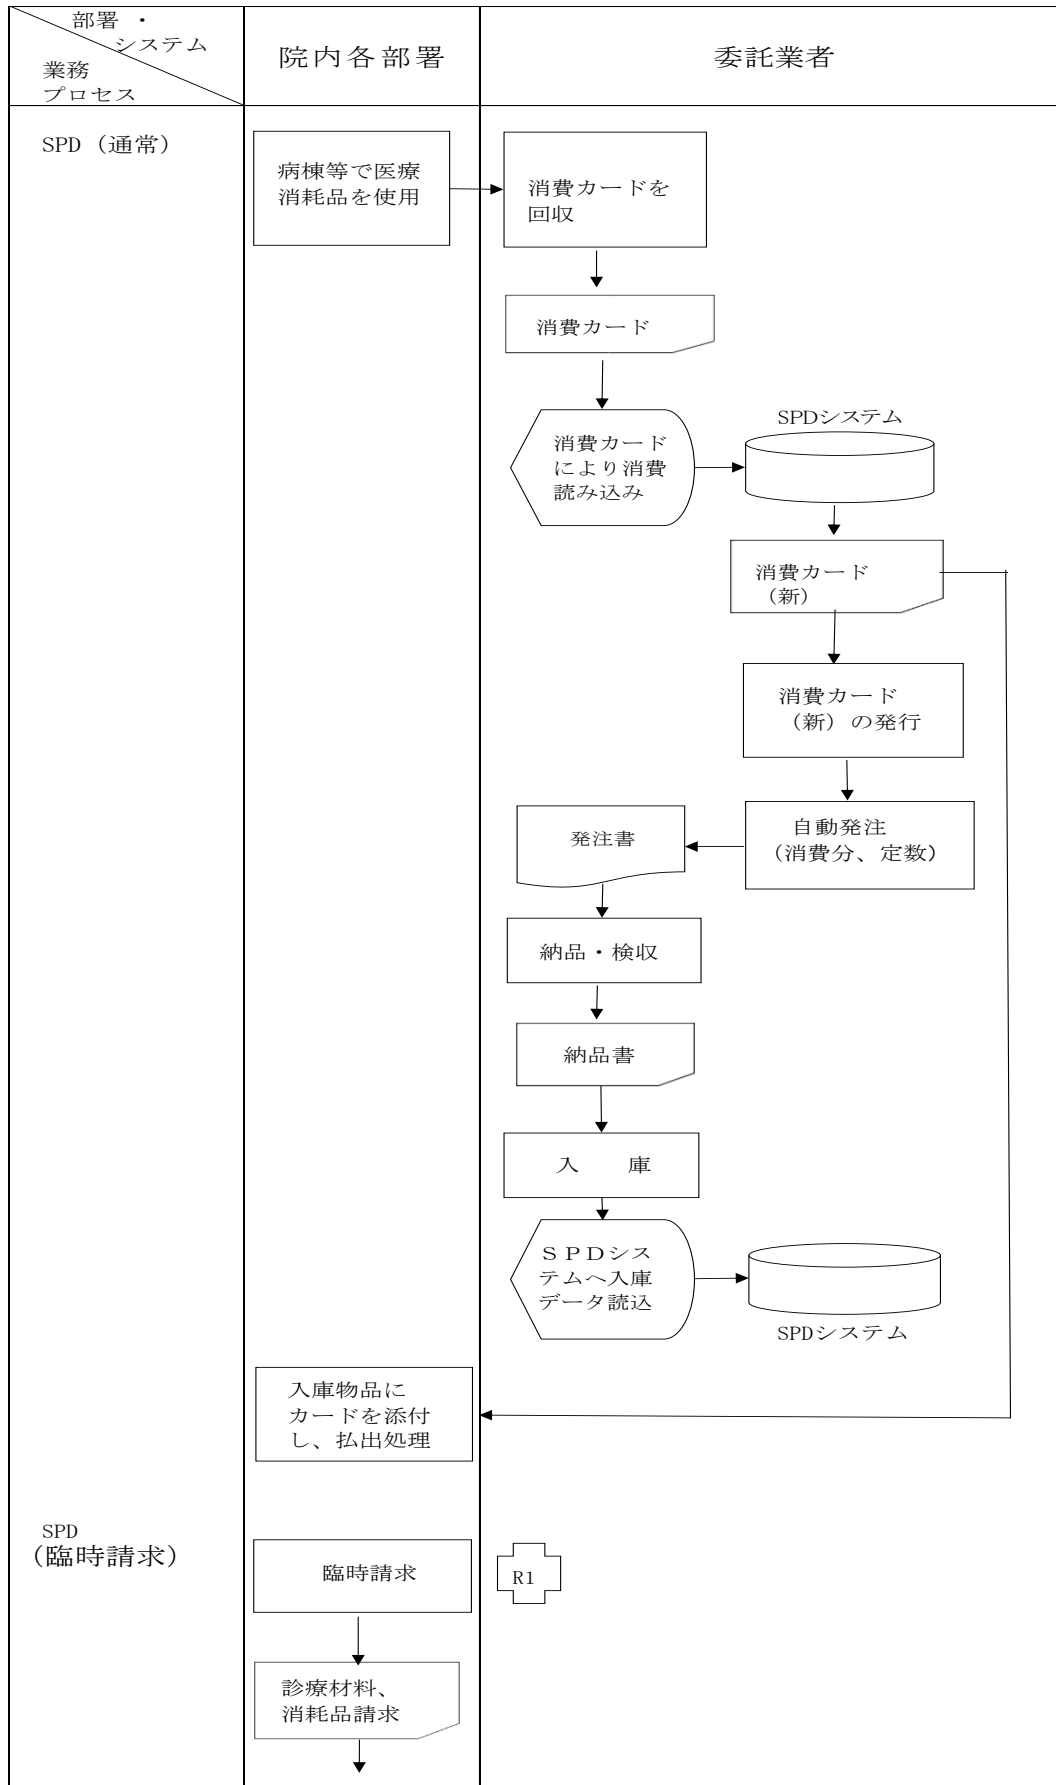 部署 ・
システム
業務
プロセス
院内各部署
委託業者
SPD（通常）
病棟等で医療
消耗品を使用
消費カードを
回収
消費カード
消費カード
により消費
読み込み
SPDシステム
消費カード
（新）
消費カード
（新）の発行
自動発注
（消費分、定数）
発注書
納品・検収
納品書
入　　庫
ＳＰＤシス
テムへ入庫
データ読込
SPDシステム
入庫物品に
カードを添付
し、払出処理
SPD
（臨時請求）
臨時請求
R1
診療材料、
消耗品請求